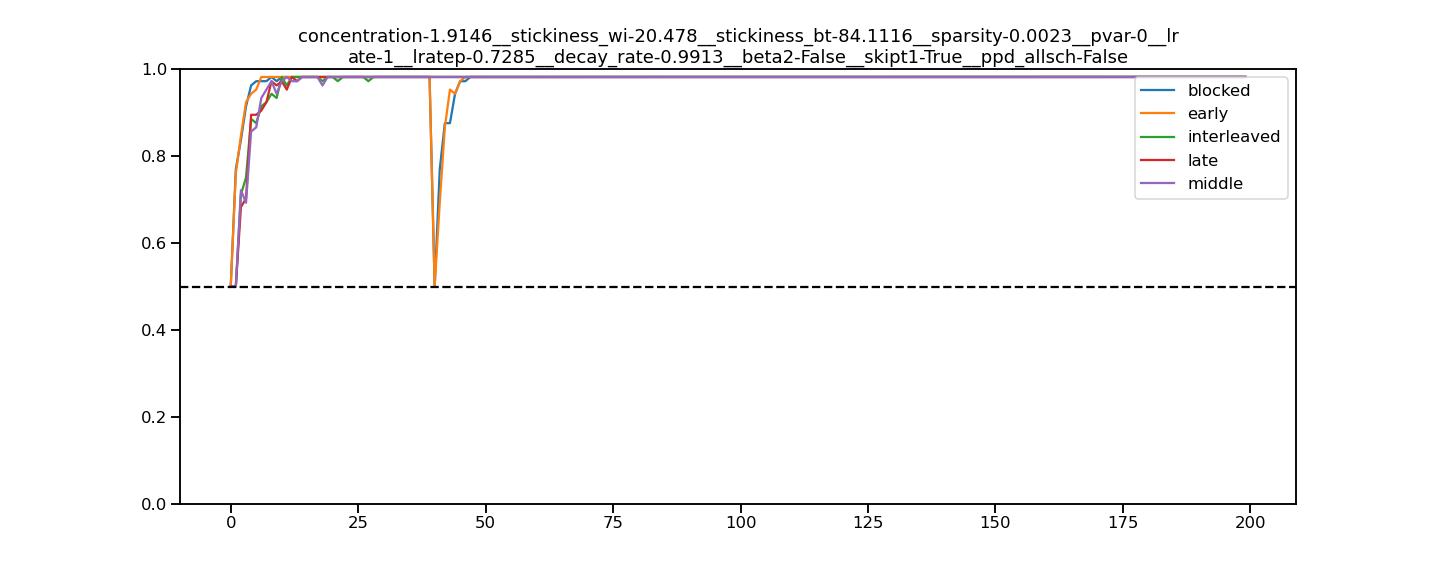 concentration-1.9146__stickiness_wi-20.478__stickiness_bt-84.1116__sparsity-0.0023__pvar-0__lr
ate-1__lratep-0.7285__decay_rate-0.9913__beta2-False__skipt1-True__ppd_allsch-False
1.0
0.8
0.6
0.4
0.2
0.0
blocked
early
interleaved
late
middle
0 25 50 75 100 125 150 175 200